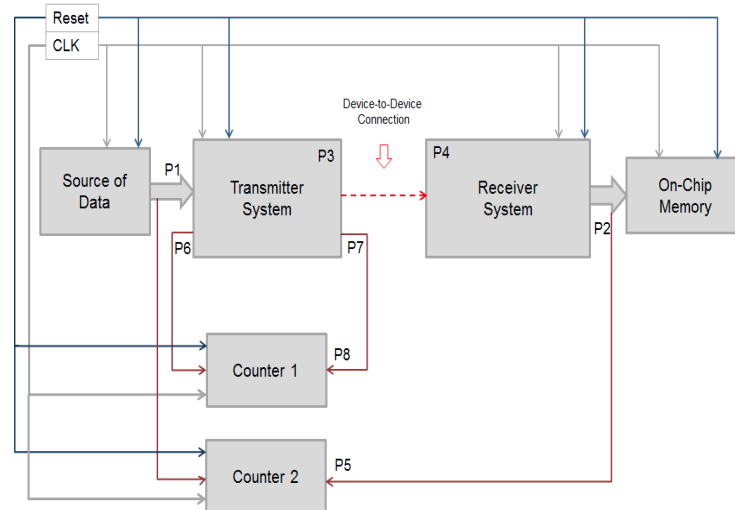 Reset
CLK
Device-to-Device
Connection
P1
P3
P4
Source of
Data
Transmitter
System
Receiver
System
On-Chip
Memory
P6
P7
P2
P8
Counter 1
P5
Counter 2